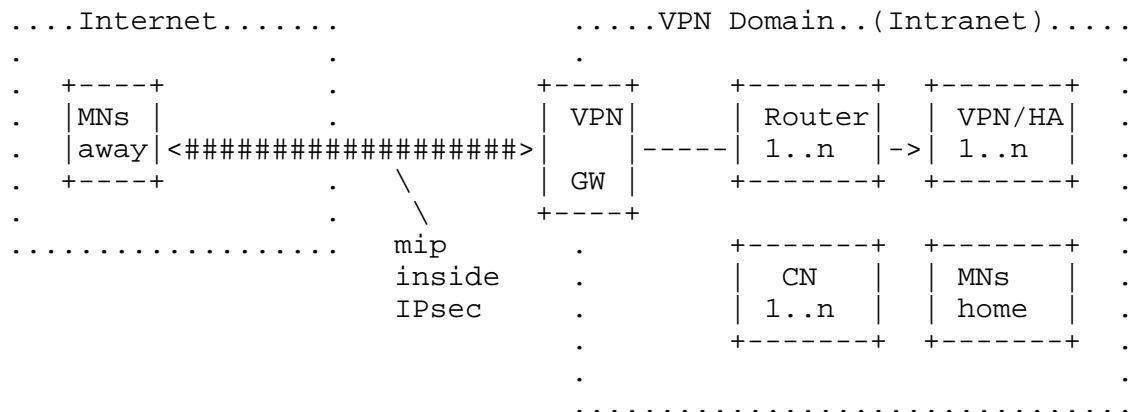 ....Internet.......             .....VPN Domain..(Intranet).....
.                 .             .                              .
.  +----+         .           +----+     +-------+  +-------+  .
.  |MNs |         .           | VPN|     | Router|  | VPN/HA|  .
.  |away|<###################>|    |-----| 1..n  |->| 1..n  |  .
.  +----+         .   \       | GW |     +-------+  +-------+  .
.                 .    \      +----+                           .
...................   mip       .        +-------+  +-------+  .
                      inside    .        |  CN   |  | MNs   |  .
                      IPsec     .        | 1..n  |  | home  |  .
                                .        +-------+  +-------+  .
                                .                              .
                                ................................